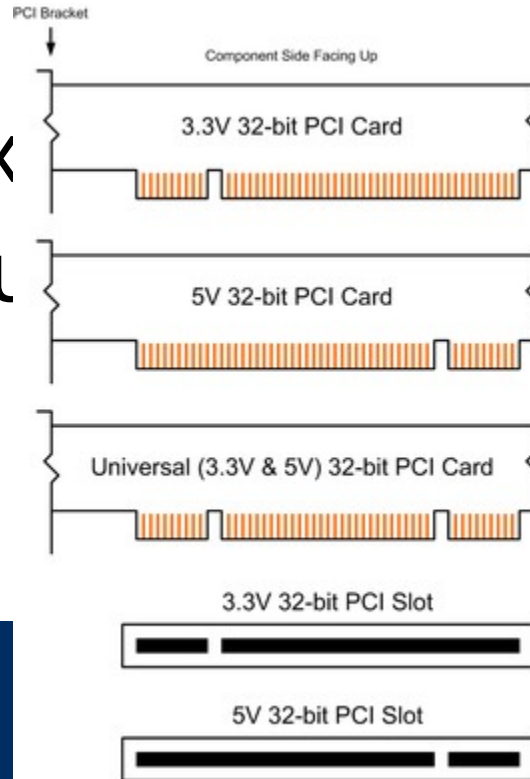 PCI Bracket
Component Side Facing Up
3.3V 32-bit PCI Card
5V 32-bit PCI Card
Universal (3.3V & 5V) 32-bit PCI Card
3.3V 32-bit PCI Slot
5V 32-bit PCI Slot